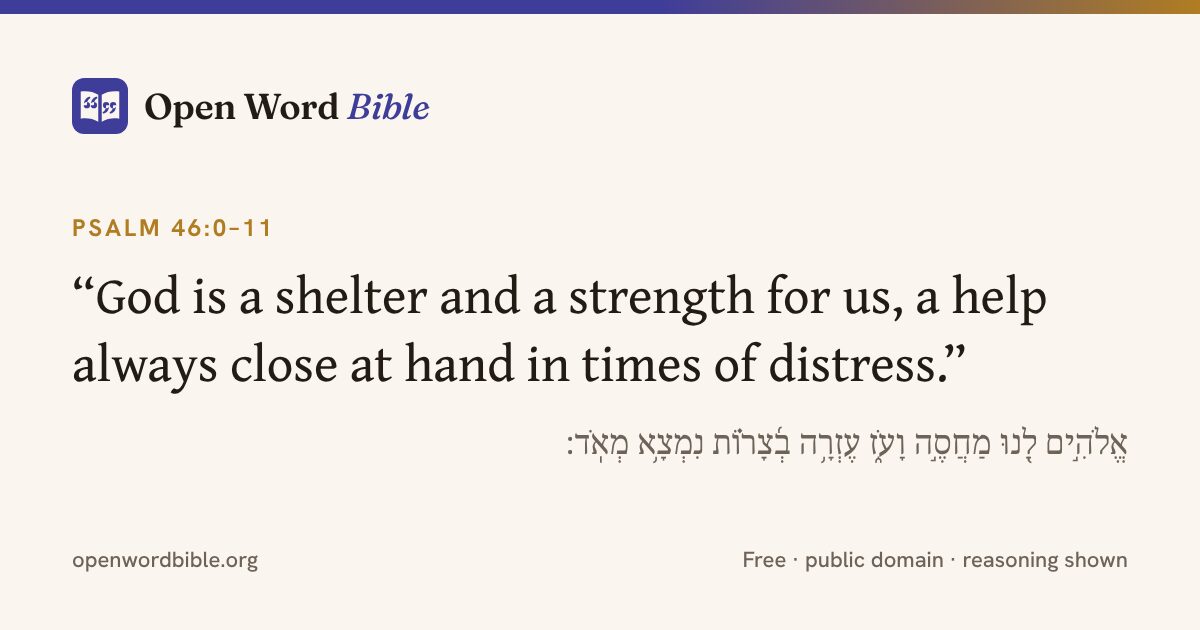 Open Word Bible
PSALM 46:0–11
“God is a shelter and a strength for us, a help
always close at hand in times of distress.”
אֱלֹהִ֣ים לָ֭נוּ מַחֲסֶ֣ה וָעֹ֑ז עֶזְרָ֥ה בְ֝צָר֗וֹת נִמְצָ֥א מְאֹֽד׃
openwordbible.org
Free · public domain · reasoning shown